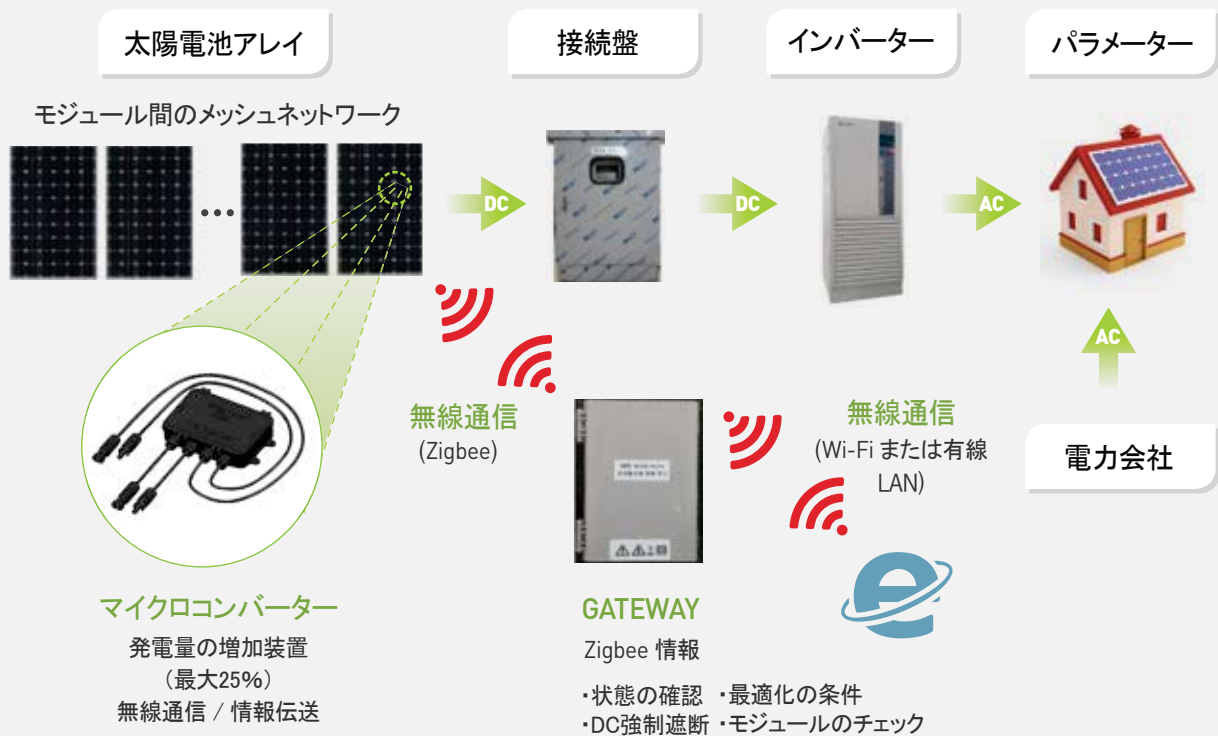 太陽電池アレイ
接続盤
インバーター
パラメーター
モジュール間のメッシュネットワーク
DC
DC
AC
AC
無線通信
(Zigbee)
無線通信
(Wi-Fi または有線
LAN)
電力会社
マイクロコンバーター
発電量の増加装置
(最大25%)
無線通信 / 情報伝送
GATEWAY
Zigbee 情報
・状態の確認 ・最適化の条件
・DC強制遮断 ・モジュールのチェック